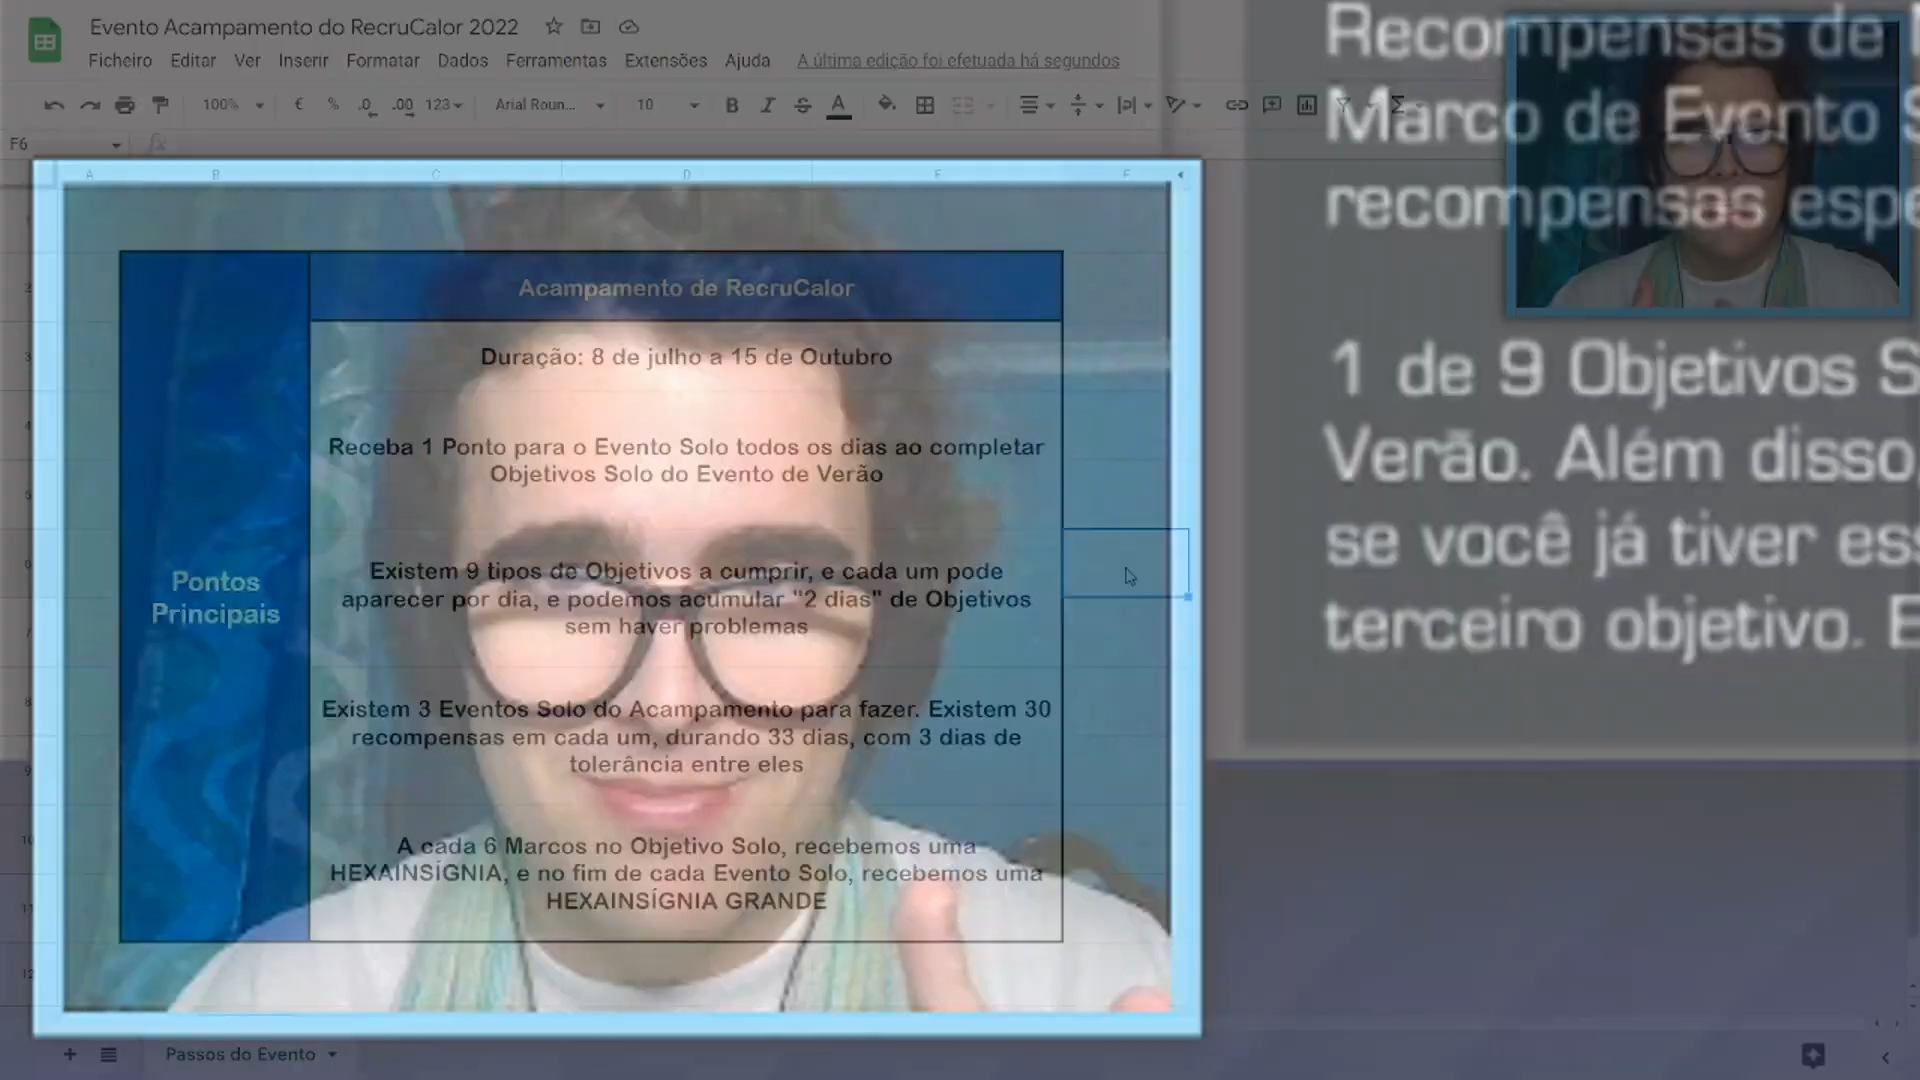 Evento Acampamento do RecruCalor 2022
Ficheiro Editar Ver Inserir Formatar Dados Ferramentas Extensões Ajuda A última edição foi efetuada há segundos
100% € % .0 .00 123 Arial Roun... 10 B I S A
F6 fx
A B C D E F
Acampamento de RecruCalor
Duração: 8 de julho a 15 de Outubro
Receba 1 Ponto para o Evento Solo todos os dias ao completar
Objetivos Solo do Evento de Verão
Pontos
Principais
Existem 9 tipos de Objetivos a cumprir, e cada um pode
aparecer por dia, e podemos acumular "2 dias" de Objetivos
sem haver problemas
Existem 3 Eventos Solo do Acampamento para fazer. Existem 30
recompensas em cada um, durando 33 dias, com 3 dias de
tolerância entre eles
A cada 6 Marcos no Objetivo Solo, recebemos uma
HEXAINSÍGNIA, e no fim de cada Evento Solo, recebemos uma
HEXAINSÍGNIA GRANDE
Recompensas de
Marco de Evento S
recompensas espe
1 de 9 Objetivos S
Verão. Além disso,
se você já tiver ess
terceiro objetivo. E
Passos do Evento